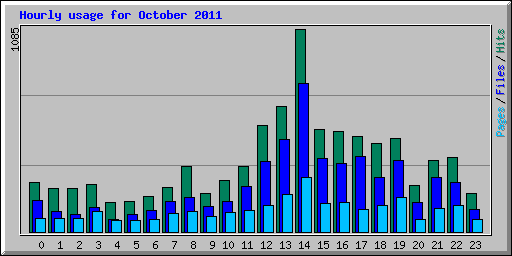 Hourly usage for October 2011
1085
Pages / Files / Hits
0 1 2 3 4 5 6 7 8 9 10 11 12 13 14 15 16 17 18 19 20 21 22 23